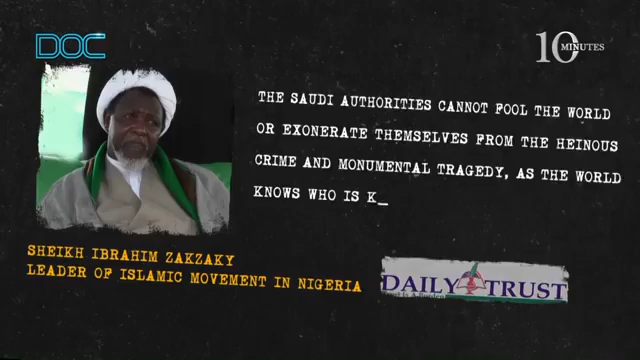 DOC
10 MINUTES
THE SAUDI AUTHORITIES CANNOT FOOL THE WORLD
OR EXONERATE THEMSELVES FROM THE HEINOUS
CRIME AND MONUMENTAL TRAGEDY, AS THE WORLD
KNOWS WHO IS K_
SHEIKH IBRAHIM ZAKZAKY
LEADER OF ISLAMIC MOVEMENT IN NIGERIA
DAILY TRUST